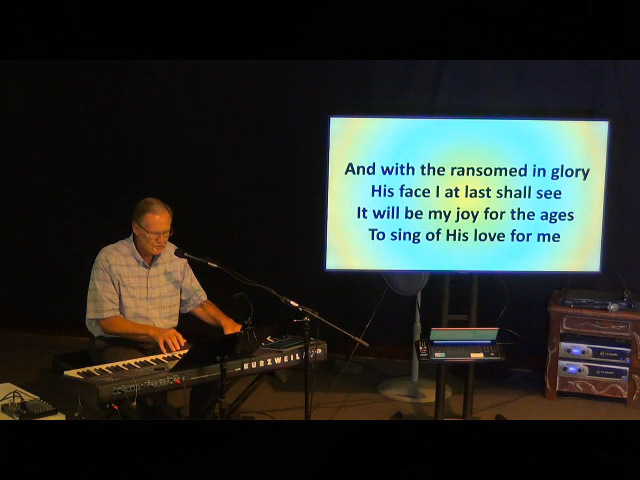 And with the ransomed in glory
His face I at last shall see
It will be my joy for the ages
To sing of His love for me
KURZWEIL